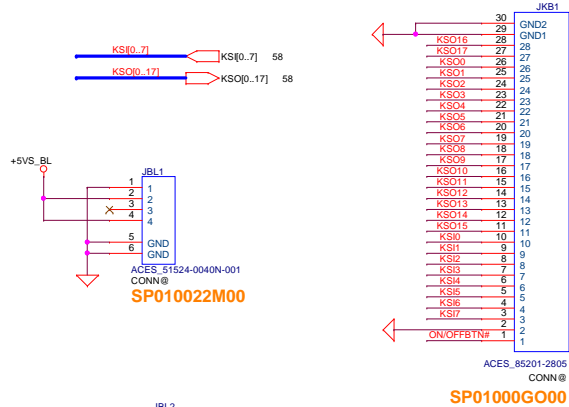 KSI[0..7] KSI[0..7] 58
KSO[0..17] KSO[0..17] 58
+5VS_BL
JBL1
1 1
2 2
3 3
4 4
5 GND
6 GND
ACES_51524-0040N-001
CONN@
SP010022M00
JBL2
JKB1
30 GND2
29 GND1
KSO16 28 28
KSO17 27 27
KSO0 26 26
KSO1 25 25
KSO2 24 24
KSO3 23 23
KSO4 22 22
KSO5 21 21
KSO6 20 20
KSO7 19 19
KSO8 18 18
KSO9 17 17
KSO10 16 16
KSO11 15 15
KSO12 14 14
KSO13 13 13
KSO14 12 12
KSO15 11 11
KSI0 10 10
KSI1 9 9
KSI2 8 8
KSI3 7 7
KSI4 6 6
KSI5 5 5
KSI6 4 4
KSI7 3 3
2 2
ON/OFFBTN# 1 1
ACES_85201-2805
CONN@
SP01000GO00